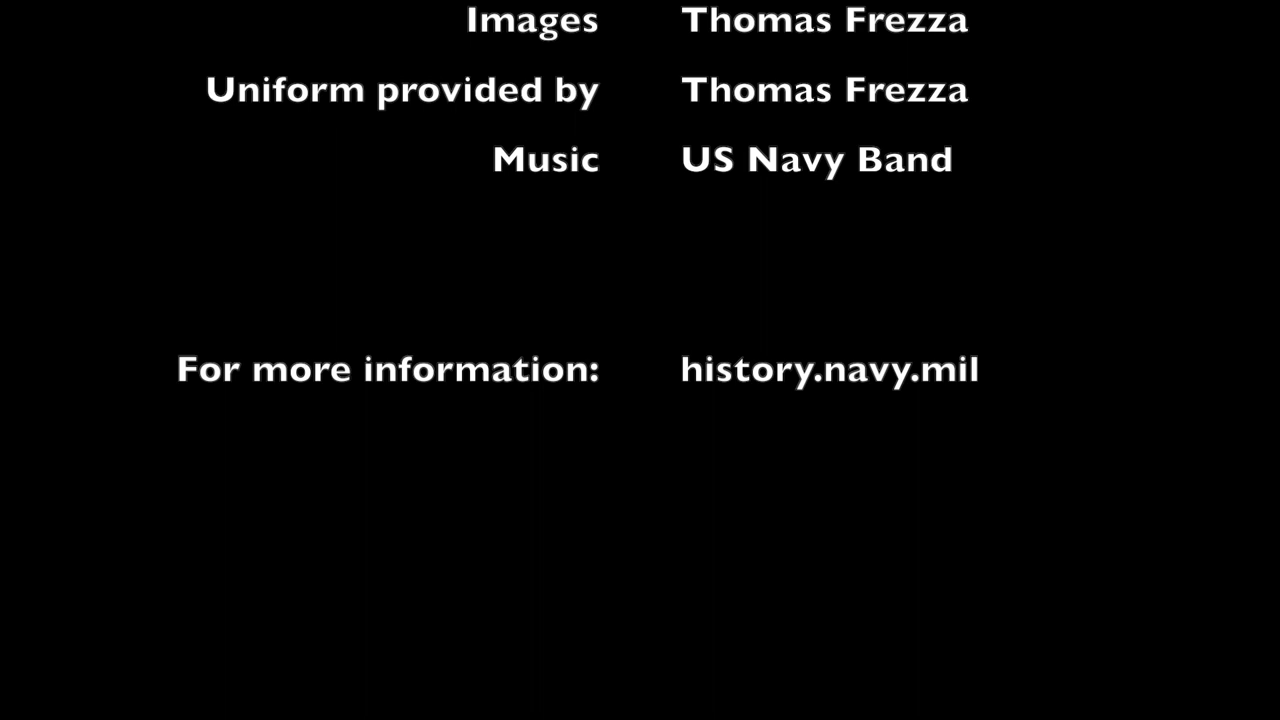 Images Thomas Frezza
Uniform provided by Thomas Frezza
Music US Navy Band
For more information: history.navy.mil